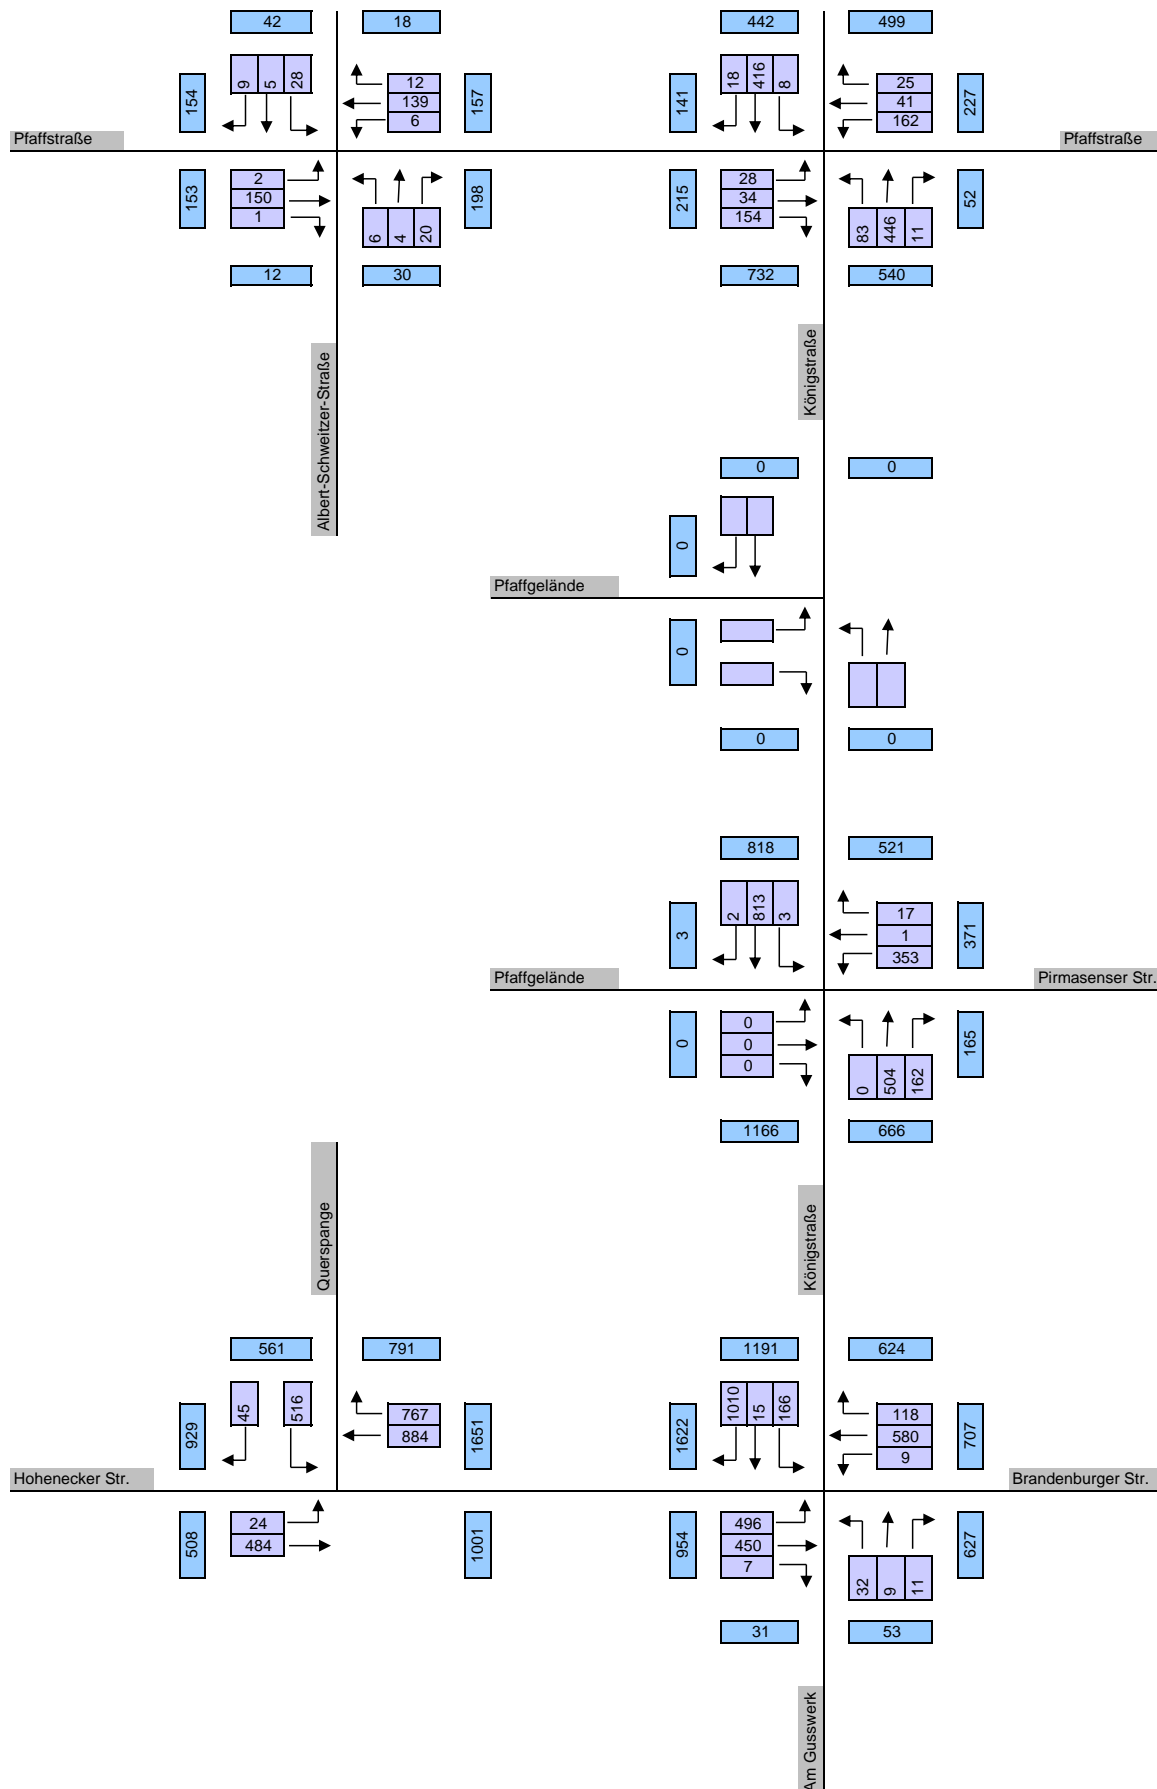 42 18 442 499
9 5 28 12 18 416 8 25
154 139 157 141 41 227
6 162
Pfaffstraße Pfaffstraße
2 28
153 150 198 215 34 52
1 6 4 20 154 83 446 11
12 30 732 540
Albert-Schweitzer-Straße
Königstraße
0 0
0
Pfaffgelände
0
0 0
818 521
2 813 3 17
3 1 371
353
Pfaffgelände Pirmasenser Str.
0
0 0 165
0 0 504 162
1166 666
Querspange
Königstraße
561 791 1191 624
45 516 767 1010 15 166 118
929 884 1651 1622 580 707
9
Hohenecker Str. Brandenburger Str.
24 496
508 484 1001 954 450 627
7 32 9 11
31 53
Am Gusswerk